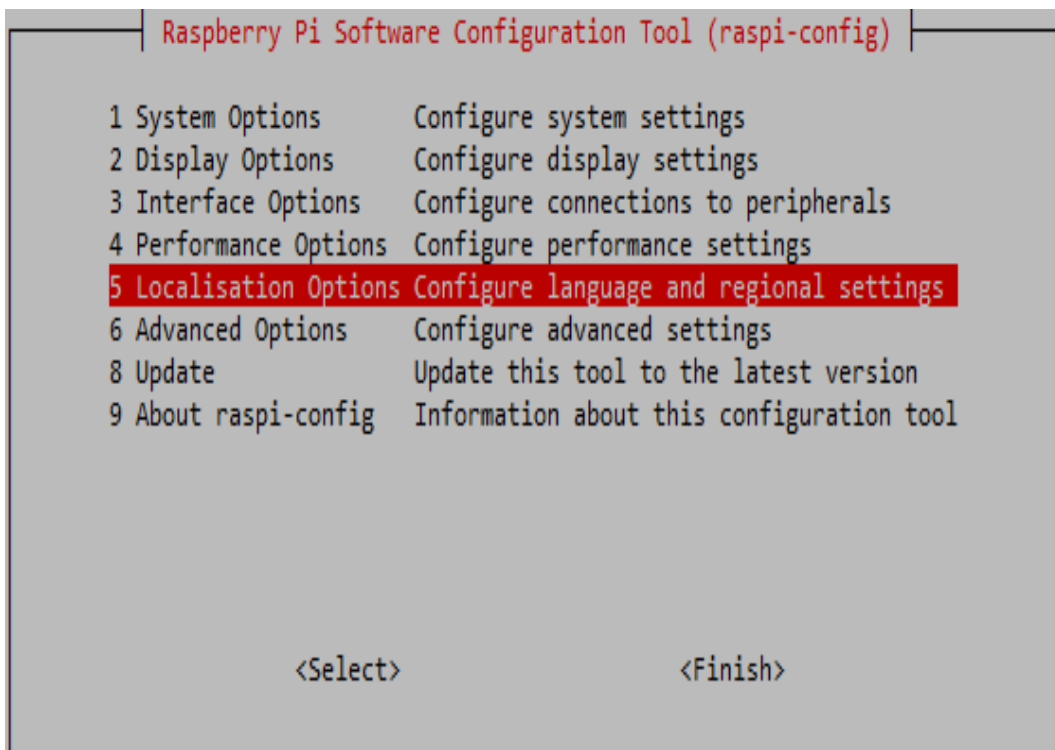 Raspberry Pi Software Configuration Tool (raspi-config)
1 System Options Configure system settings
2 Display Options Configure display settings
3 Interface Options Configure connections to peripherals
4 Performance Options Configure performance settings
5 Localisation Options Configure language and regional settings
6 Advanced Options Configure advanced settings
8 Update Update this tool to the latest version
9 About raspi-config Information about this configuration tool
<Select> <Finish>